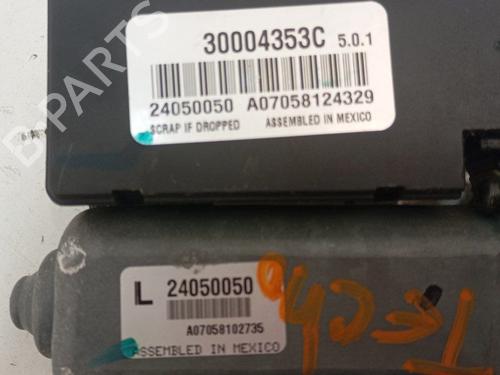 30004353C 5.0.1
24050050 A07058124329
SCRAP IF DROPPED ASSEMBLED IN MEXICO
L 24050050
A07058102735
ASSEMBLED IN MEXICO
B-PARTS